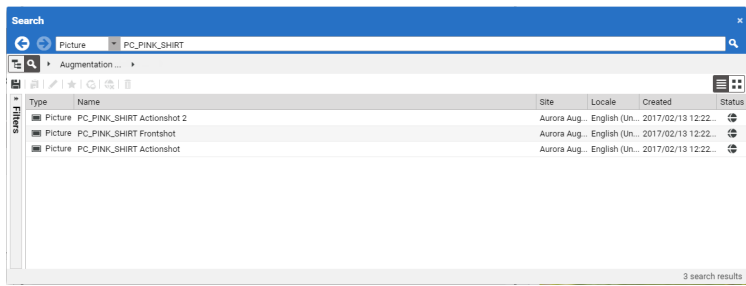 Search
Picture PC_PINK_SHIRT
Augmentation ...
Filters
Type Name Site Locale Created Status
Picture PC_PINK_SHIRT Actionshot 2 Aurora Aug... English (Un... 2017/02/13 12:22...
Picture PC_PINK_SHIRT Frontshot Aurora Aug... English (Un... 2017/02/13 12:22...
Picture PC_PINK_SHIRT Actionshot Aurora Aug... English (Un... 2017/02/13 12:22...
3 search results